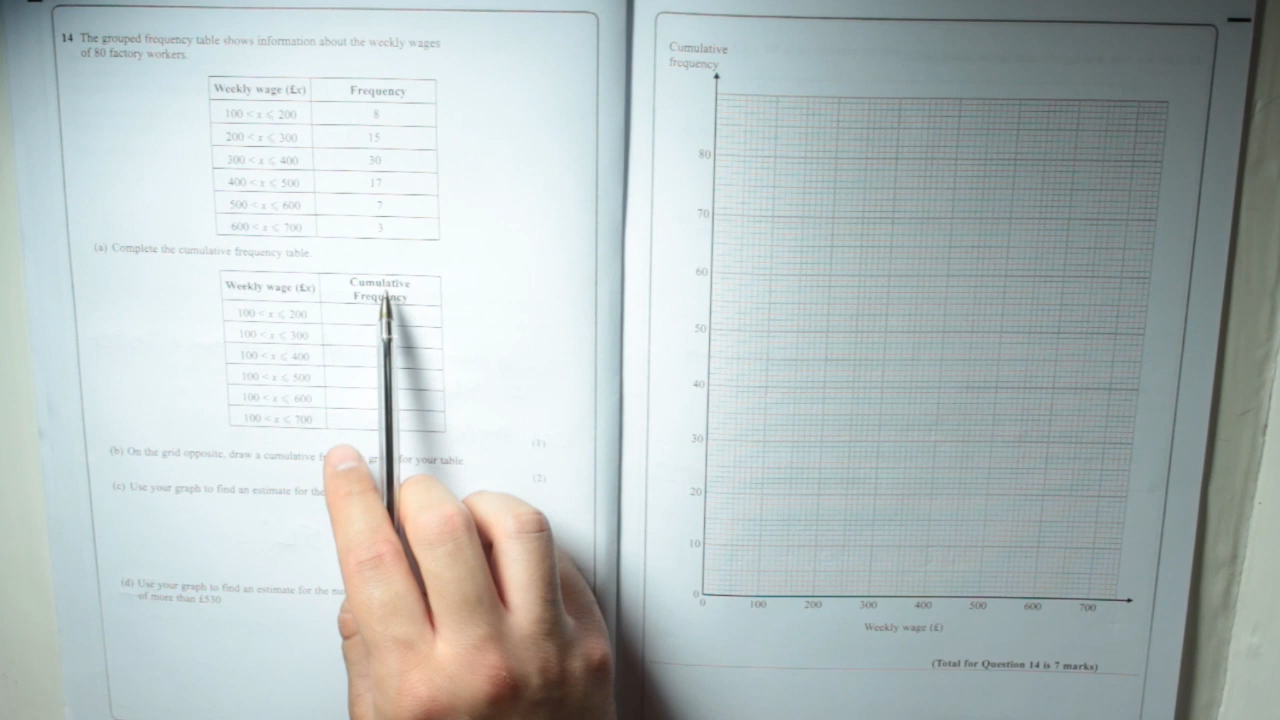 14 The grouped frequency table shows information about the weekly wages
of 80 factory workers.
Weekly wage (£x) Frequency
100 < x ⩽ 200 8
200 < x ⩽ 300 15
300 < x ⩽ 400 30
400 < x ⩽ 500 17
500 < x ⩽ 600 7
600 < x ⩽ 700 3
(a) Complete the cumulative frequency table.
Weekly wage (£x) Cumulative
Frequency
100 < x ⩽ 200
100 < x ⩽ 300
100 < x ⩽ 400
100 < x ⩽ 500
100 < x ⩽ 600
100 < x ⩽ 700
(1)
(b) On the grid opposite, draw a cumulative for your table
(2)
(c) Use your graph to find an estimate for the
(d) Use your graph to find an estimate for the
of more than £530
Cumulative
frequency
80
70
60
50
40
30
20
10
0
0 100 200 300 400 500 600 700
Weekly wage (£)
(Total for Question 14 is 7 marks)